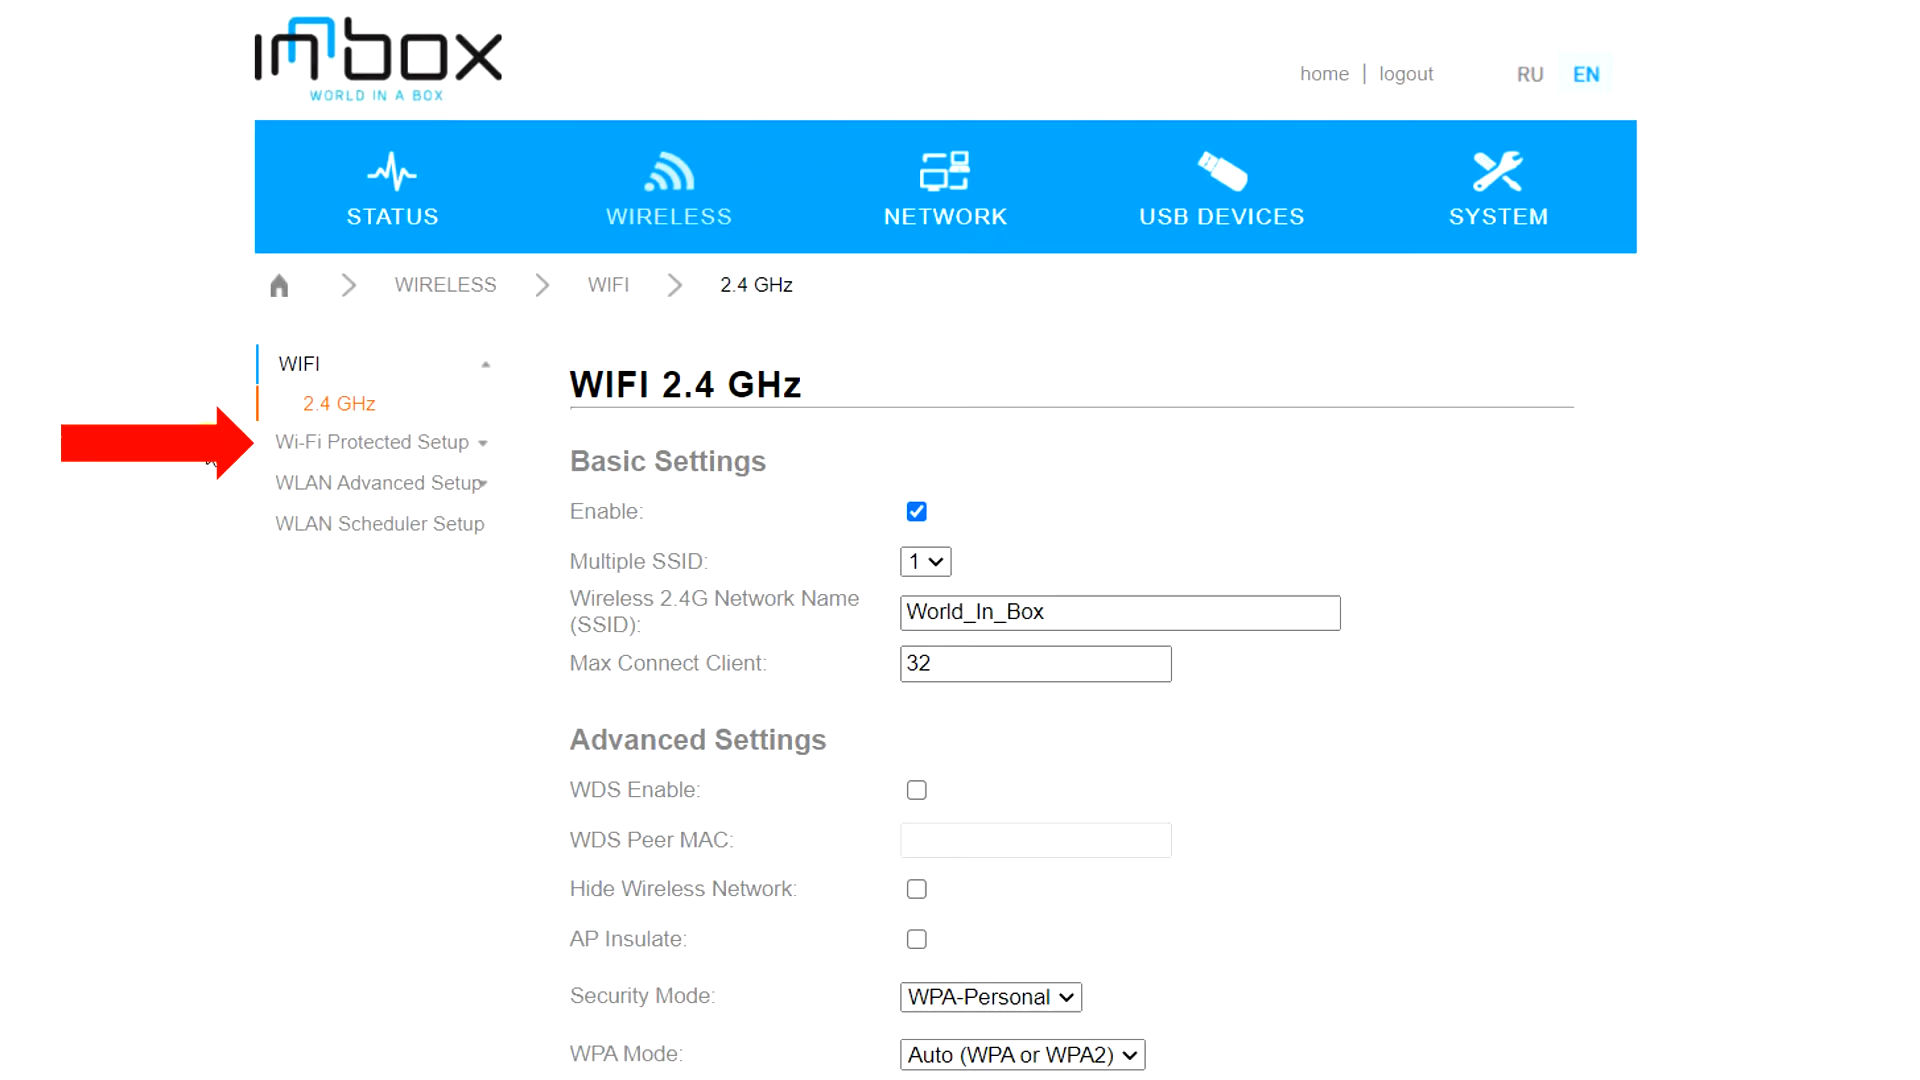 innbox
WORLD IN A BOX
home | logout RU EN
STATUS WIRELESS NETWORK USB DEVICES SYSTEM
WIRELESS WIFI 2.4 GHz
WIFI
2.4 GHz
Wi-Fi Protected Setup
WLAN Advanced Setup
WLAN Scheduler Setup
WIFI 2.4 GHz
Basic Settings
Enable:
Multiple SSID: 1
Wireless 2.4G Network Name
(SSID): World_In_Box
Max Connect Client: 32
Advanced Settings
WDS Enable:
WDS Peer MAC:
Hide Wireless Network:
AP Insulate:
Security Mode: WPA-Personal
WPA Mode: Auto (WPA or WPA2)